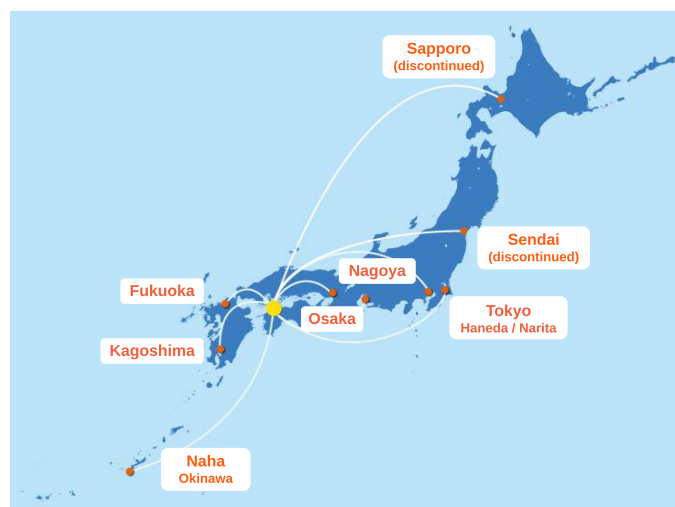 Sapporo
(discontinued)
Sendai
(discontinued)
Nagoya
Fukuoka
Osaka
Tokyo
Haneda / Narita
Kagoshima
Naha
Okinawa